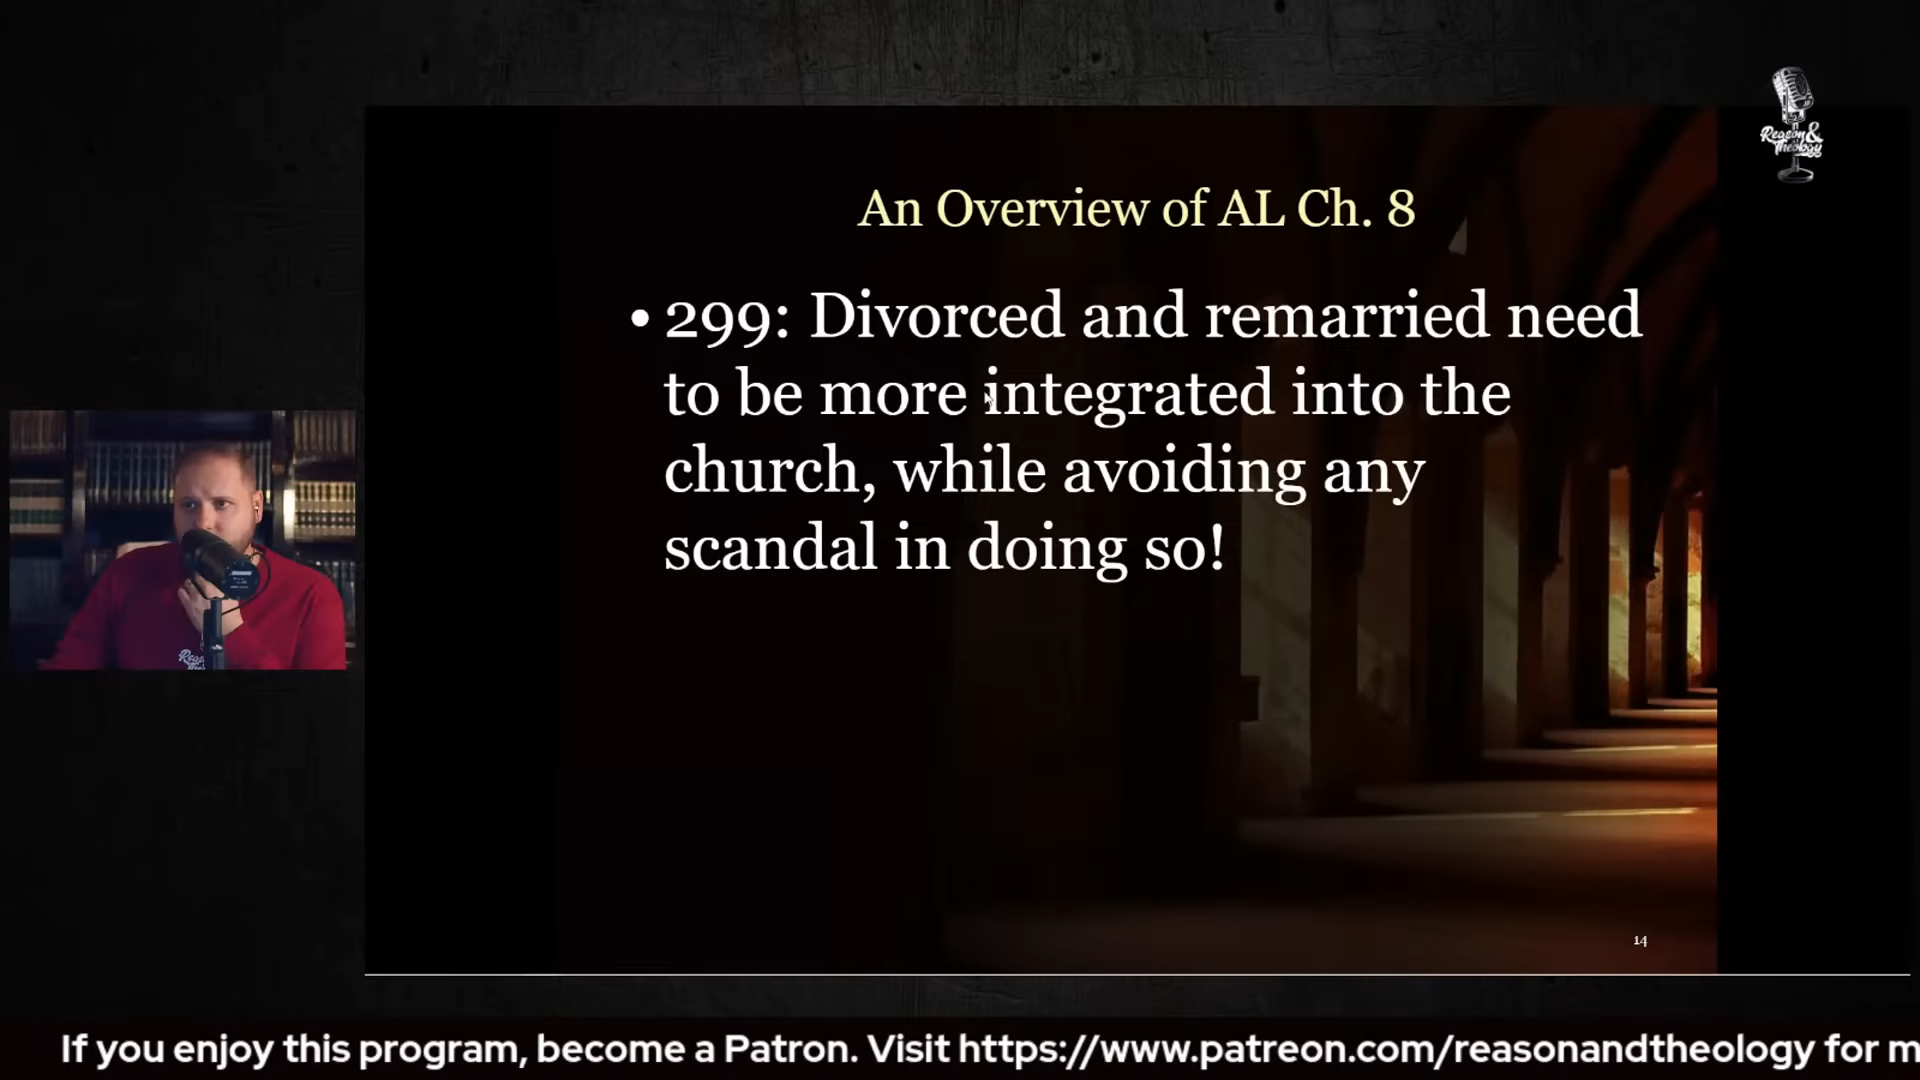 Reason &
Theology
An Overview of AL Ch. 8
• 299: Divorced and remarried need
to be more integrated into the
church, while avoiding any
scandal in doing so!
14
If you enjoy this program, become a Patron. Visit https://www.patreon.com/reasonandtheology for m